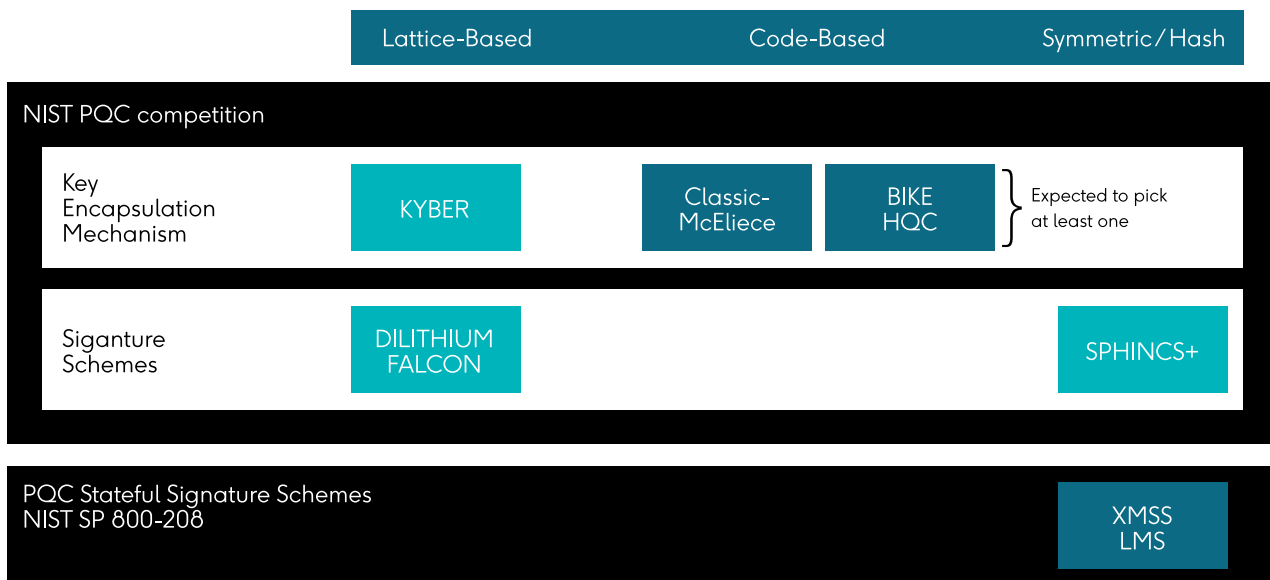 Lattice-Based
Code-Based
Symmetric / Hash
NIST PQC competition
Key
Encapsulation
Mechanism
KYBER
Classic-
McEliece
BIKE
HQC
Expected to pick
at least one
Siganture
Schemes
DILITHIUM
FALCON
SPHINCS+
PQC Stateful Signature Schemes
NIST SP 800-208
XMSS
LMS